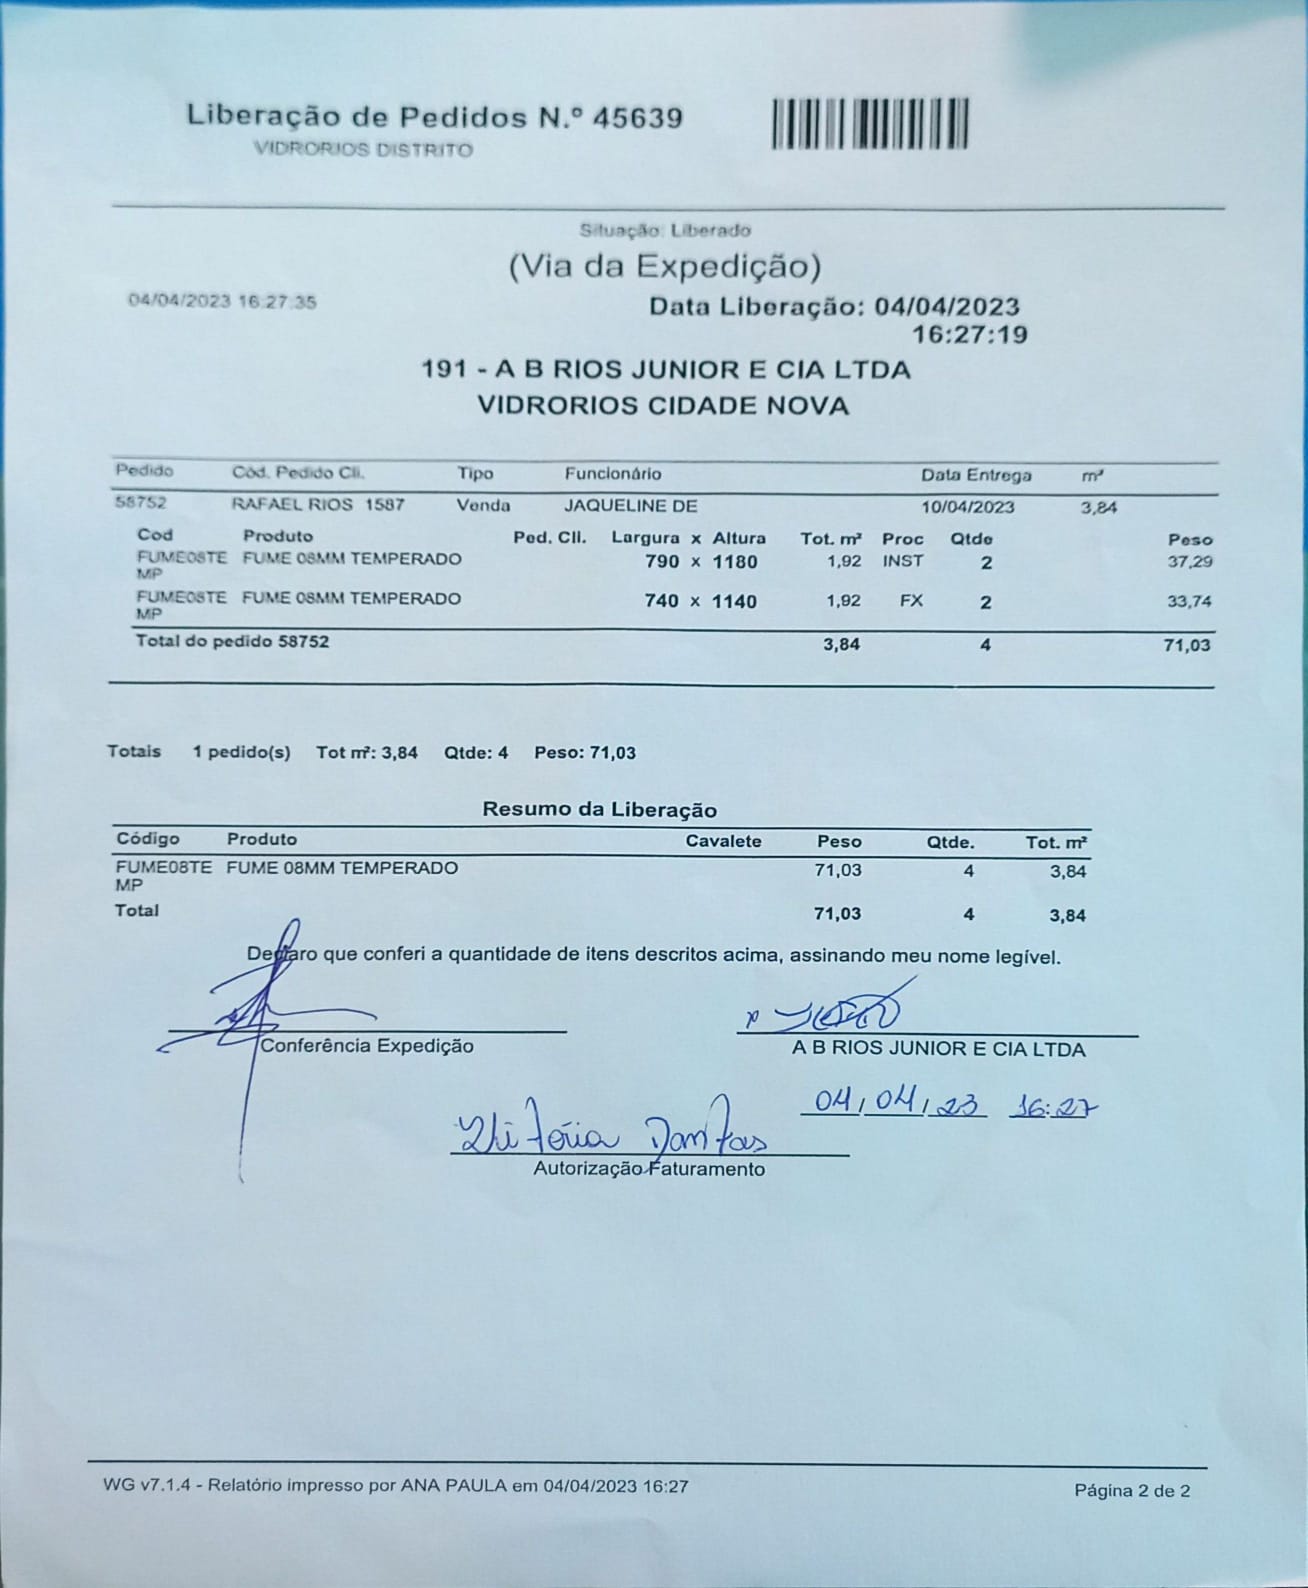 Liberação de Pedidos N.º 45639
VIDRORIOS DISTRITO
Situação: Liberado
(Via da Expedição)
04/04/2023 16:27:35 Data Liberação: 04/04/2023
16:27:19
191 - A B RIOS JUNIOR E CIA LTDA
VIDRORIOS CIDADE NOVA
Pedido Cód. Pedido Cli. Tipo Funcionário Data Entrega m²
58752 RAFAEL RIOS 1587 Venda JAQUELINE DE 10/04/2023 3,84
Cod Produto Ped. Cli. Largura x Altura Tot. m² Proc Qtde Peso
FUME08TE FUME 08MM TEMPERADO 790 x 1180 1,92 INST 2 37,29
MP
FUME08TE FUME 08MM TEMPERADO 740 x 1140 1,92 FX 2 33,74
MP
Total do pedido 58752 3,84 4 71,03
Totais 1 pedido(s) Tot m²: 3,84 Qtde: 4 Peso: 71,03
Resumo da Liberação
Código Produto Cavalete Peso Qtde. Tot. m²
FUME08TE FUME 08MM TEMPERADO 71,03 4 3,84
MP
Total 71,03 4 3,84
Declaro que conferi a quantidade de itens descritos acima, assinando meu nome legível.
Conferência Expedição A B RIOS JUNIOR E CIA LTDA
04/04/23 16:27
Vitória Dantas
Autorização Faturamento
WG v7.1.4 - Relatório impresso por ANA PAULA em 04/04/2023 16:27 Página 2 de 2